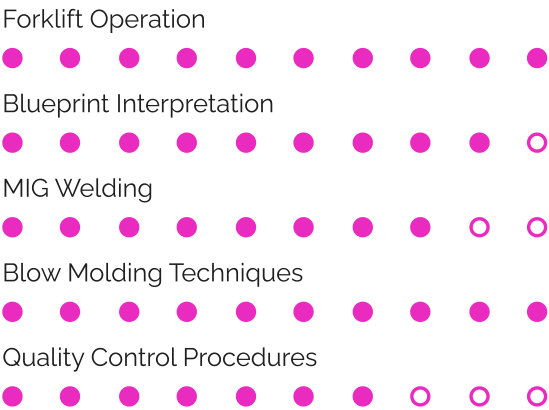 Forklift Operation
Blueprint Interpretation
MIG Welding
Blow Molding Techniques
Quality Control Procedures